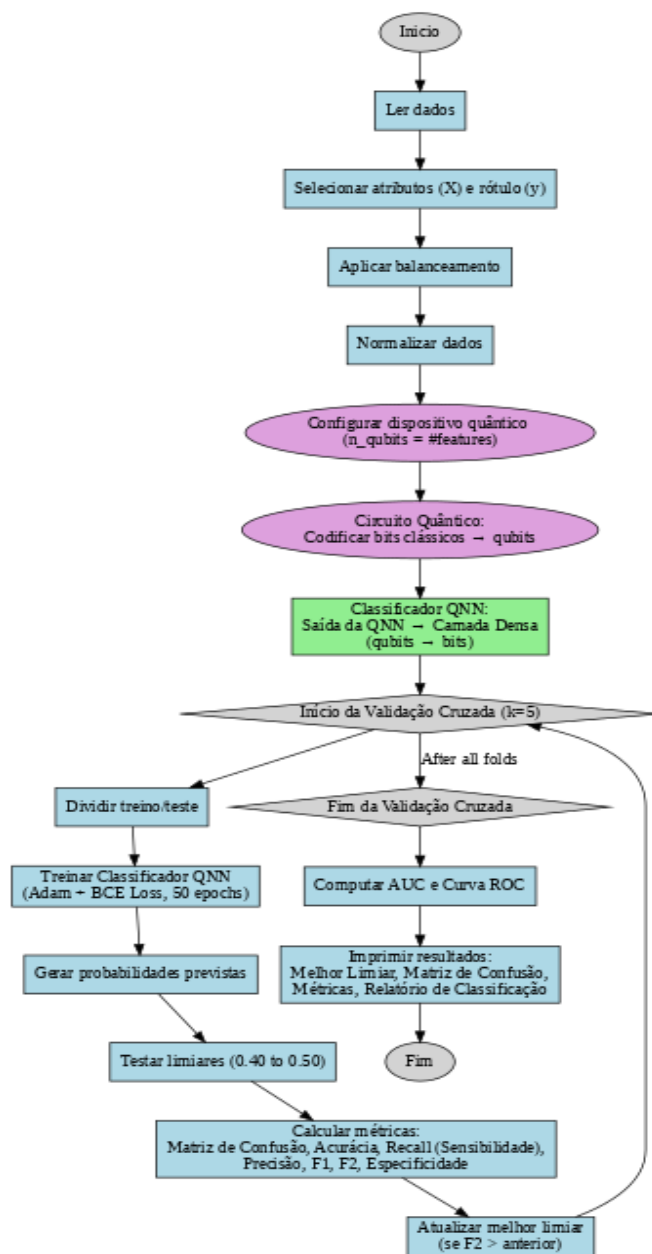 Início
Ler dados
Selecionar atributos (X) e rótulo (y)
Aplicar balanceamento
Normalizar dados
Configurar dispositivo quântico
(n_qubits = #features)
Circuito Quântico:
Codificar bits clássicos → qubits
Classificador QNN:
Saída da QNN → Camada Densa
(qubits → bits)
Início da Validação Cruzada (k=5)
After all folds
Dividir treino/teste
Fim da Validação Cruzada
Treinar Classificador QNN
(Adam + BCE Loss, 50 epochs)
Computar AUC e Curva ROC
Gerar probabilidades previstas
Imprimir resultados:
Melhor Limiar, Matriz de Confusão,
Métricas, Relatório de Classificação
Testar limiares (0.40 to 0.50)
Fim
Calcular métricas:
Matriz de Confusão, Acurácia, Recall (Sensibilidade),
Precisão, F1, F2, Especificidade
Atualizar melhor limiar
(se F2 > anterior)